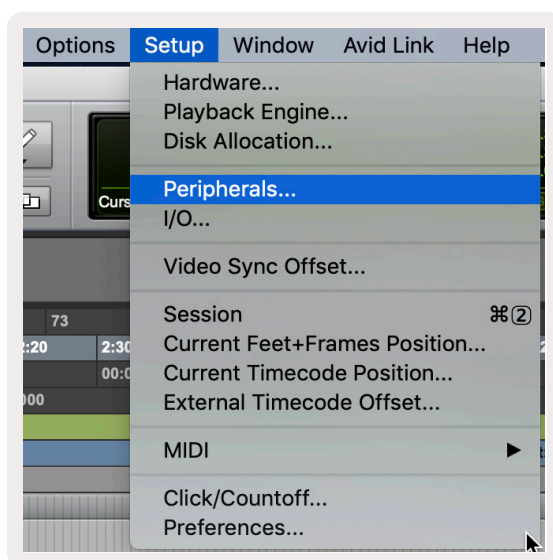 Options Setup Window Avid Link Help
Hardware...
Playback Engine...
Disk Allocation...
Peripherals...
Curs
I/O...
Video Sync Offset...
73
Session ⌘2
:20 2:30
Current Feet+Frames Position...
00:0
Current Timecode Position...
000
External Timecode Offset...
MIDI ▶
Click/Countoff...
Preferences...